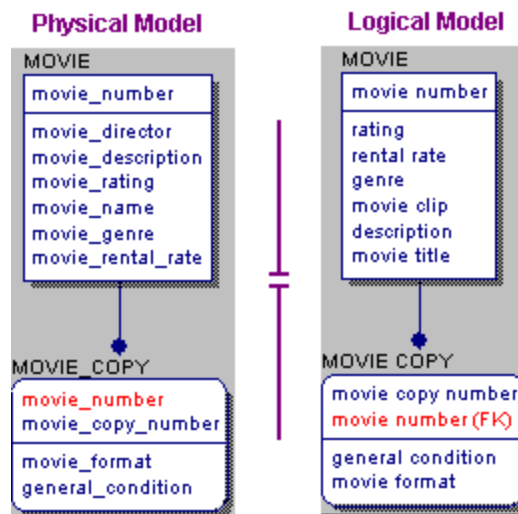 Physical Model
MOVIE
movie_number
movie_director
movie_description
movie_rating
movie_name
movie_genre
movie_rental_rate
MOVIE_COPY
movie_number
movie_copy_number
movie_format
general_condition
Logical Model
MOVIE
movie number
rating
rental rate
genre
movie clip
description
movie title
MOVIE COPY
movie copy number
movie number (FK)
general condition
movie format